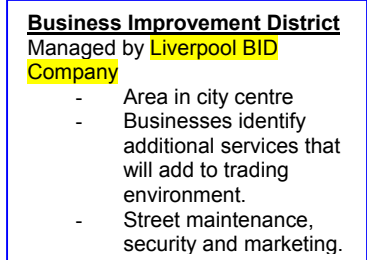 Business Improvement District
Managed by Liverpool BID
Company
- Area in city centre
- Businesses identify
additional services that
will add to trading
environment.
- Street maintenance,
security and marketing.